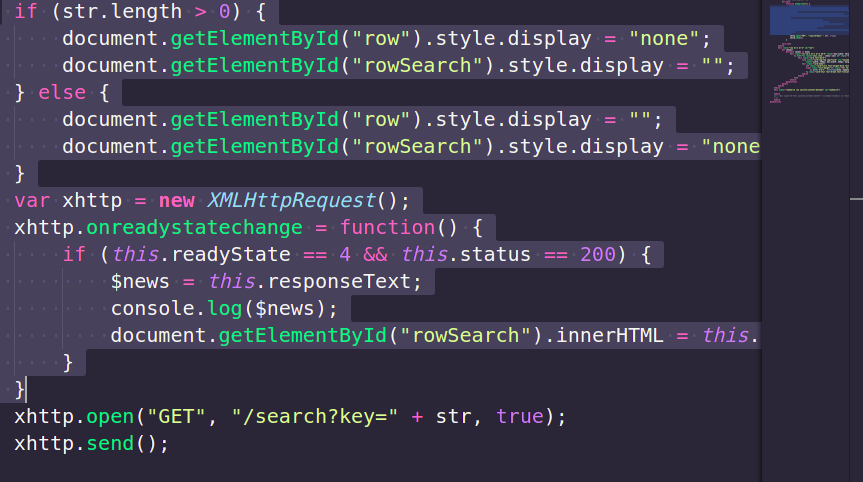 if (str.length > 0) {
document.getElementById("row").style.display = "none";
document.getElementById("rowSearch").style.display = "";
} else {
document.getElementById("row").style.display = "";
document.getElementById("rowSearch").style.display = "none
}
var xhttp = new XMLHttpRequest();
xhttp.onreadystatechange = function() {
if (this.readyState == 4 && this.status == 200) {
$news = this.responseText;
console.log($news);
document.getElementById("rowSearch").innerHTML = this.
}
}
xhttp.open("GET", "/search?key=" + str, true);
xhttp.send();